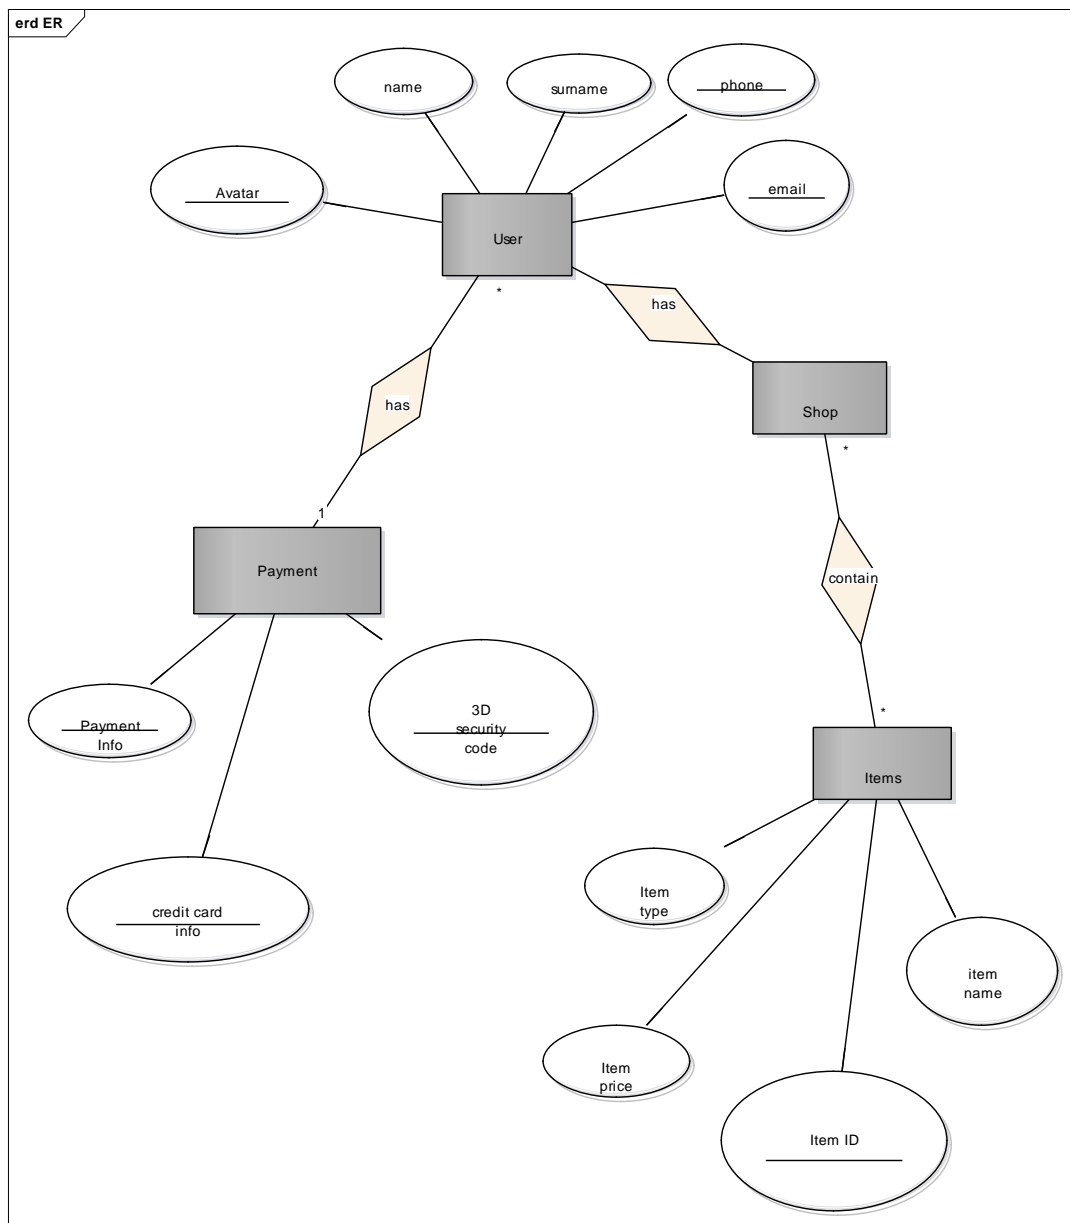 erd ER
name
surname
phone
Avatar
email
User
*
has
has
Shop
*
1
Payment
contain
Payment
Info
3D
security
code
*
Items
credit card
info
Item
type
item
name
Item
price
Item ID